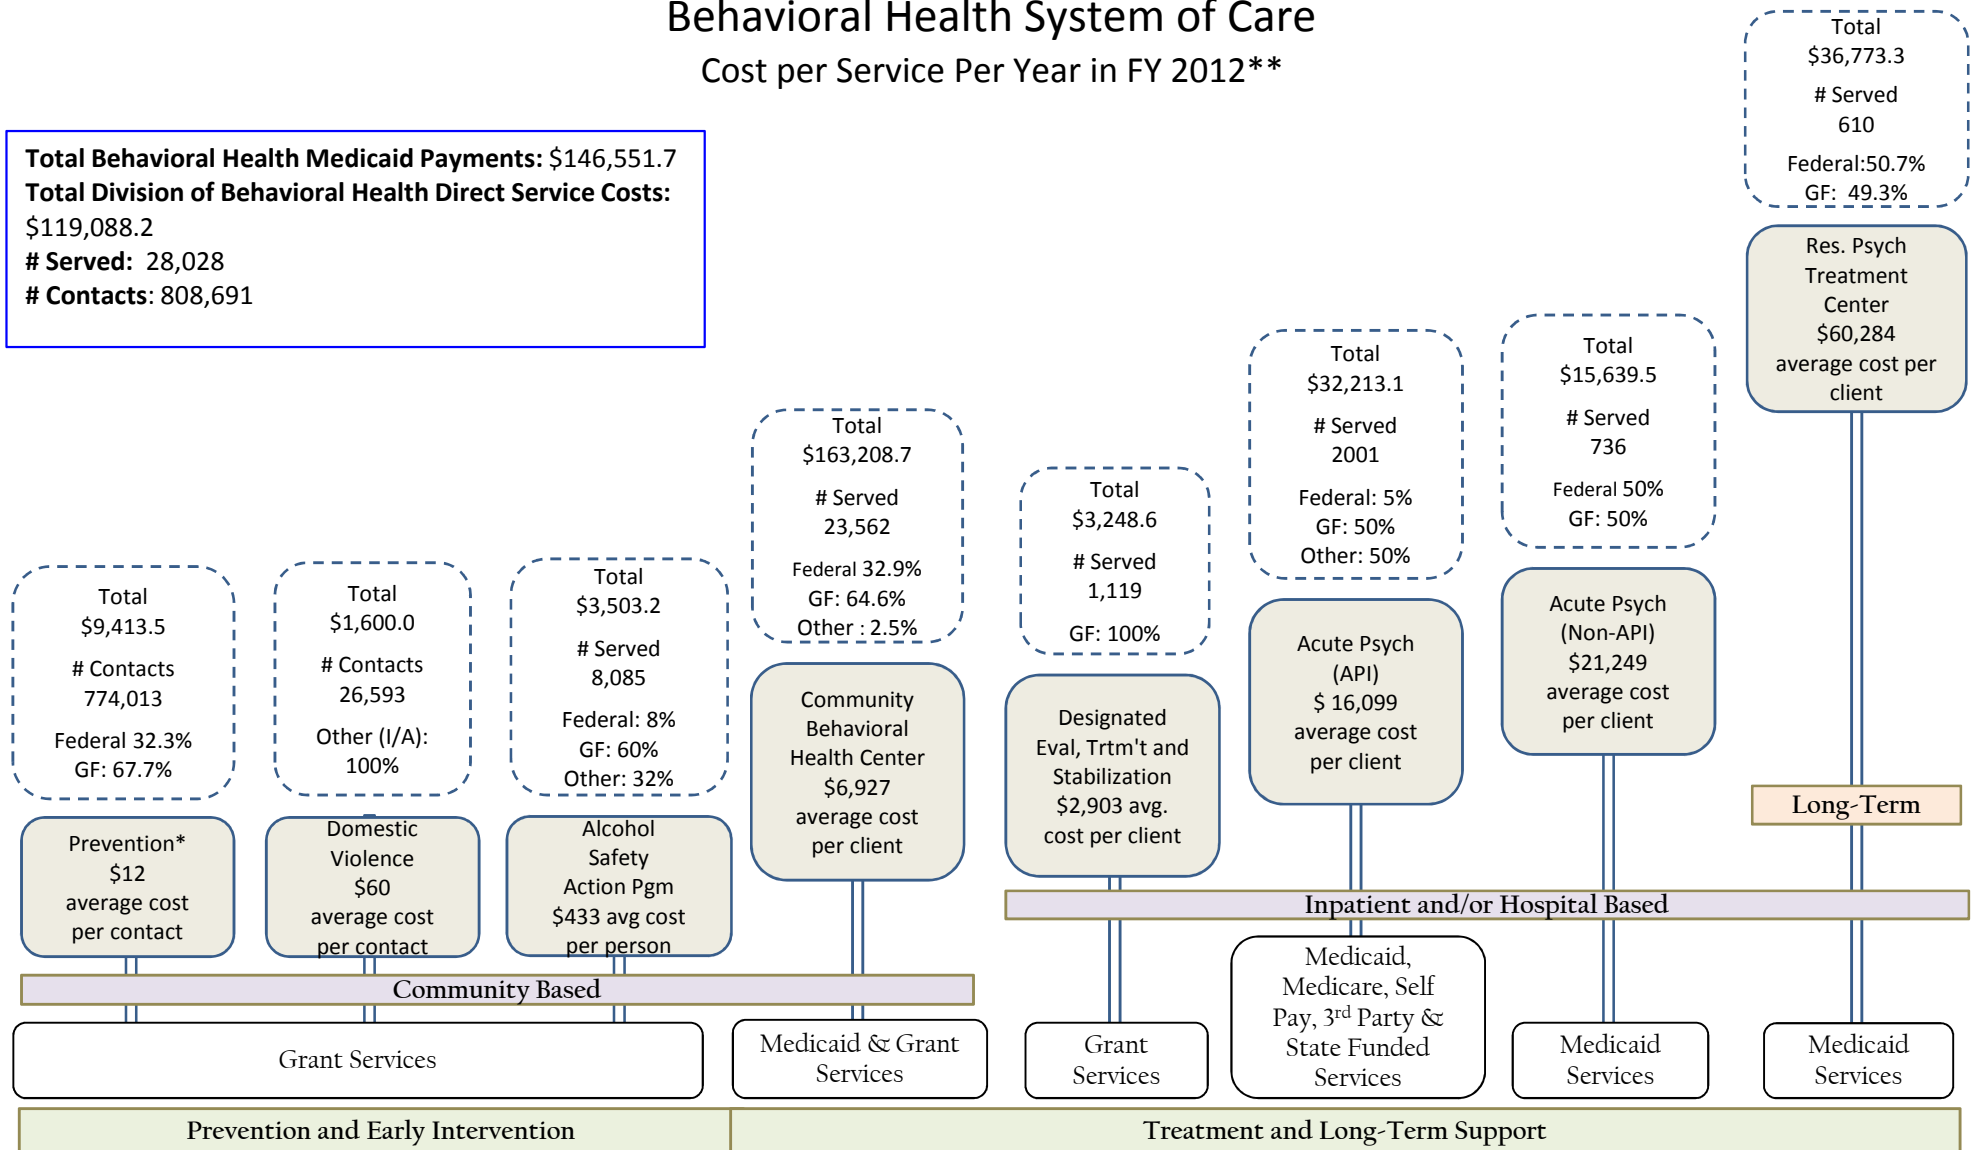 Behavioral Health System of Care
Cost per Service Per Year in FY 2012**
Total Behavioral Health Medicaid Payments: $146,551.7
Total Division of Behavioral Health Direct Service Costs:
$119,088.2
# Served: 28,028
# Contacts: 808,691
Total
$9,413.5
# Contacts
774,013
Federal 32.3%
GF: 67.7%
Prevention*
$12
average cost
per contact
Total
$1,600.0
# Contacts
26,593
Other (I/A):
100%
Domestic
Violence
$60
average cost
per contact
Total
$3,503.2
# Served
8,085
Federal: 8%
GF: 60%
Other: 32%
Alcohol
Safety
Action Pgm
$433 avg cost
per person
Total
$163,208.7
# Served
23,562
Federal 32.9%
GF: 64.6%
Other : 2.5%
Community
Behavioral
Health Center
$6,927
average cost
per client
Total
$3,248.6
# Served
1,119
GF: 100%
Designated
Eval, Trtm't and
Stabilization
$2,903 avg.
cost per client
Total
$32,213.1
# Served
2001
Federal: 5%
GF: 50%
Other: 50%
Acute Psych
(API)
$ 16,099
average cost
per client
Total
$15,639.5
# Served
736
Federal 50%
GF: 50%
Acute Psych
(Non-API)
$21,249
average cost
per client
Total
$36,773.3
# Served
610
Federal:50.7%
GF: 49.3%
Res. Psych
Treatment
Center
$60,284
average cost per
client
Long-Term
Inpatient and/or Hospital Based
Community Based
Grant Services
Medicaid & Grant
Services
Grant
Services
Medicaid,
Medicare, Self
Pay, 3rd Party &
State Funded
Services
Medicaid
Services
Medicaid
Services
Prevention and Early Intervention
Treatment and Long-Term Support